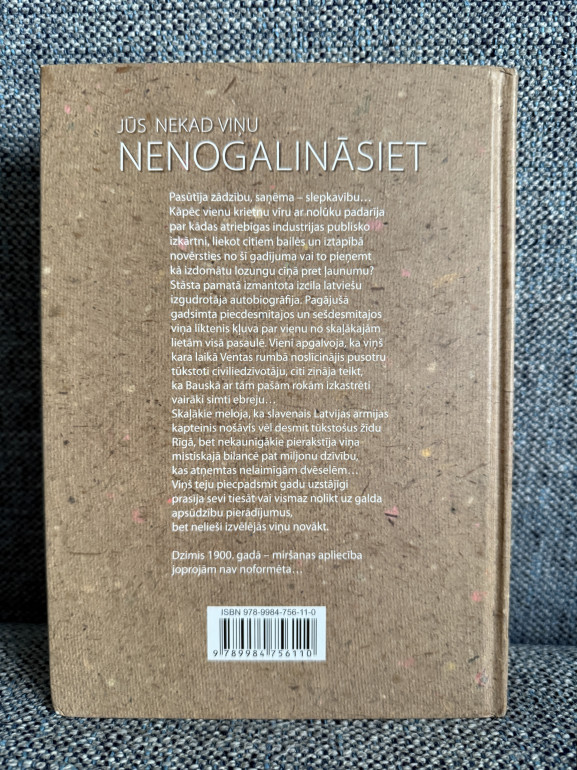 JŪS NEKAD VIŅU
NENOGALINĀSIET
Pasūtīja zādzību, saņēma – slepkavību...
Kāpēc vienu krietnu vīru ar nolūku padarīja
par kādas atriebīgas industrijas publisko
izkārtni, liekot citiem bailēs un iztapībā
novērsties no šī gadījuma vai to pieņemt
kā izdomātu lozungu cīņā pret ļaunumu?
Stāsta pamatā izmantota izcila latviešu
izgudrotāja autobiogrāfija. Pagājušā
gadsimta piecdesmitajos un sešdesmitajos
viņa liktenis kļuva par vienu no skaļākajām
lietām visā pasaulē. Vieni apgalvoja, ka viņš
kara laikā Ventas rumbā noslīcinājis pusotru
tūkstoti civiliedzīvotāju, citi zināja teikt,
ka Bauskā ar tām pašām rokām izkastrēti
vairāki simti ebreju...
Skaļākie meloja, ka slavenais Latvijas armijas
kapteinis nošāvis vēl desmit tūkstošus žīdu
Rīgā, bet nekaunīgākie pierakstīja viņa
mistiskajā bilancē pat miljonu dzīvību,
kas atņemtas nelaimīgām dvēselēm...
Viņš teju piecpadsmit gadu uzstājīgi
prasīja sevi tiesāt vai vismaz nolikt uz galda
apsūdzību pierādījumus,
bet nelieši izvēlējās viņu novākt.
Dzimis 1900. gadā – miršanas apliecība
joprojām nav noformēta...
ISBN 978-9984-756-11-0
9 789984 756110